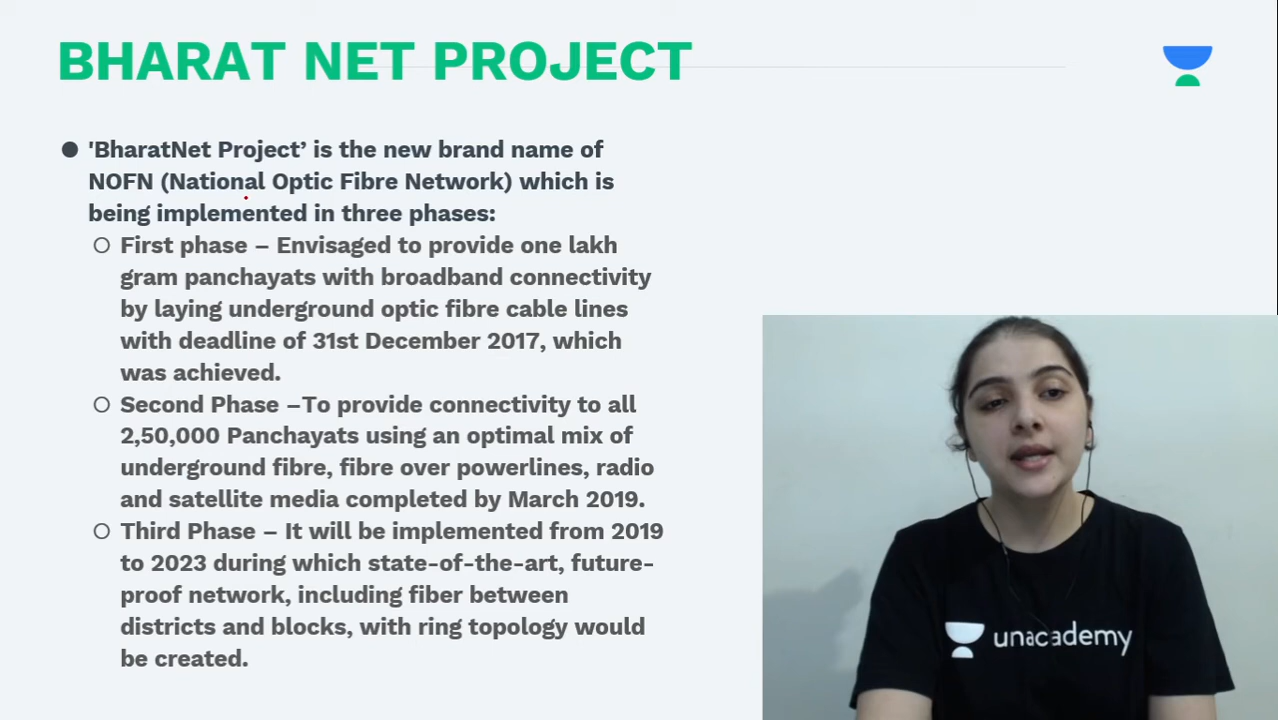 BHARAT NET PROJECT
● 'BharatNet Project’ is the new brand name of
NOFN (National Optic Fibre Network) which is
being implemented in three phases:
○ First phase – Envisaged to provide one lakh
gram panchayats with broadband connectivity
by laying underground optic fibre cable lines
with deadline of 31st December 2017, which
was achieved.
○ Second Phase –To provide connectivity to all
2,50,000 Panchayats using an optimal mix of
underground fibre, fibre over powerlines, radio
and satellite media completed by March 2019.
○ Third Phase – It will be implemented from 2019
to 2023 during which state-of-the-art, future-
proof network, including fiber between
districts and blocks, with ring topology would
be created.
unacademy